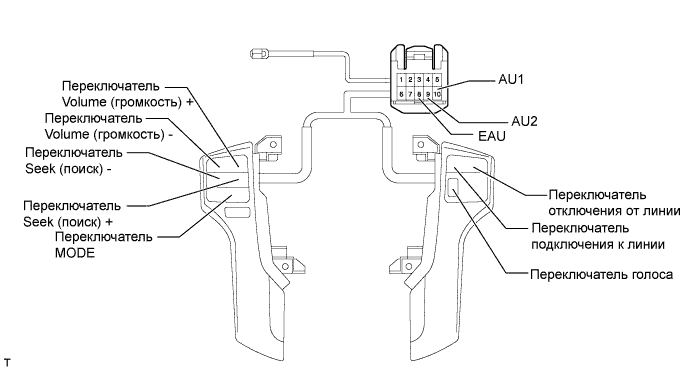 1 2 3 4 5
6 7 8 9 10
AU1
AU2
EAU
Переключатель
Volume (громкость) +
Переключатель
Volume (громкость) -
Переключатель
Seek (поиск) -
Переключатель
Seek (поиск) +
Переключатель
MODE
Переключатель
отключения от линии
Переключатель
подключения к линии
Переключатель голоса
T